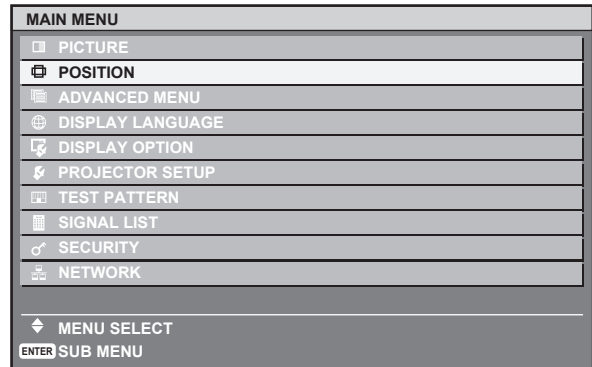 MAIN MENU
PICTURE
POSITION
ADVANCED MENU
DISPLAY LANGUAGE
DISPLAY OPTION
PROJECTOR SETUP
TEST PATTERN
SIGNAL LIST
SECURITY
NETWORK
MENU SELECT
ENTER SUB MENU